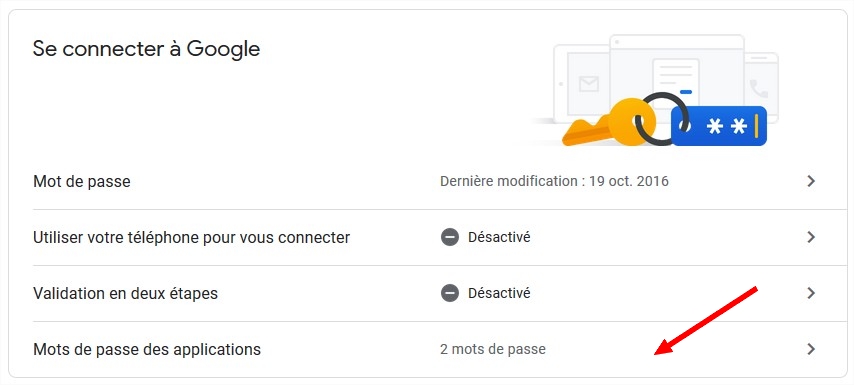 Se connecter à Google
**
Mot de passe Dernière modification : 19 oct. 2016
Utiliser votre téléphone pour vous connecter Désactivé
Validation en deux étapes Désactivé
Mots de passe des applications 2 mots de passe